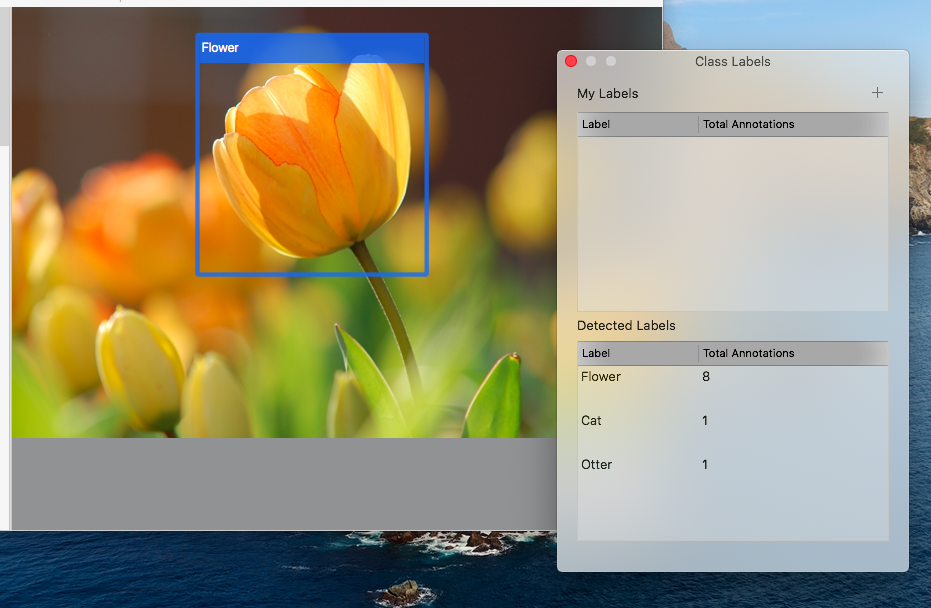 Flower
Class Labels
My Labels
Label Total Annotations
Detected Labels
Label Total Annotations
Flower 8
Cat 1
Otter 1